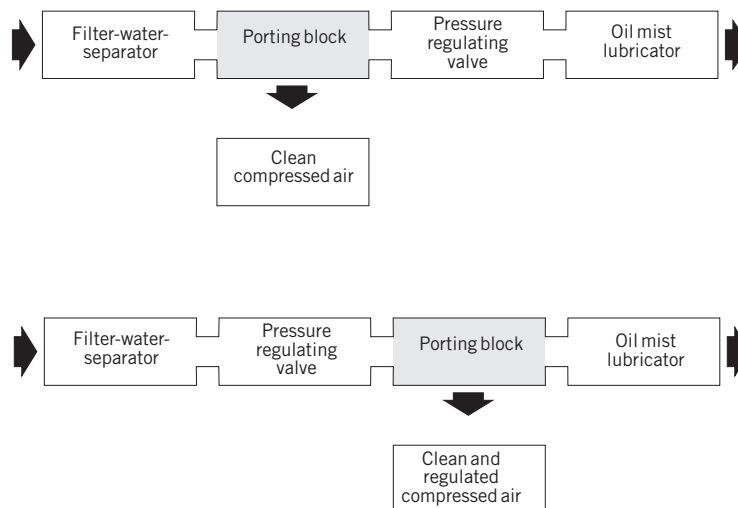 Filter-water-
separator
Porting block
Pressure
regulating
valve
Oil mist
lubricator
Clean
compressed air
Filter-water-
separator
Pressure
regulating
valve
Porting block
Oil mist
lubricator
Clean and
regulated
compressed air